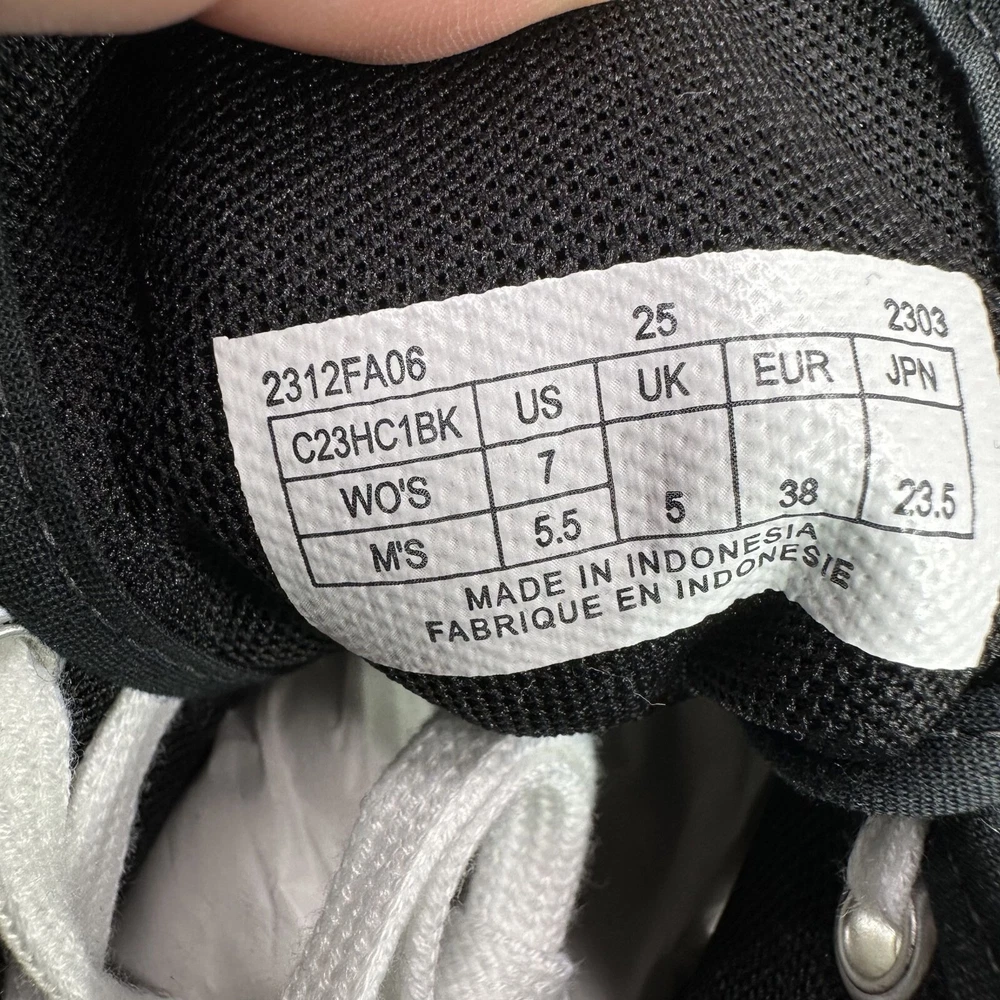 2312FA06 25 2303
C23HC1BK US UK EUR JPN
WO'S 7
M'S 5.5 5 38 23.5
MADE IN INDONESIA
FABRIQUE EN INDONESIE